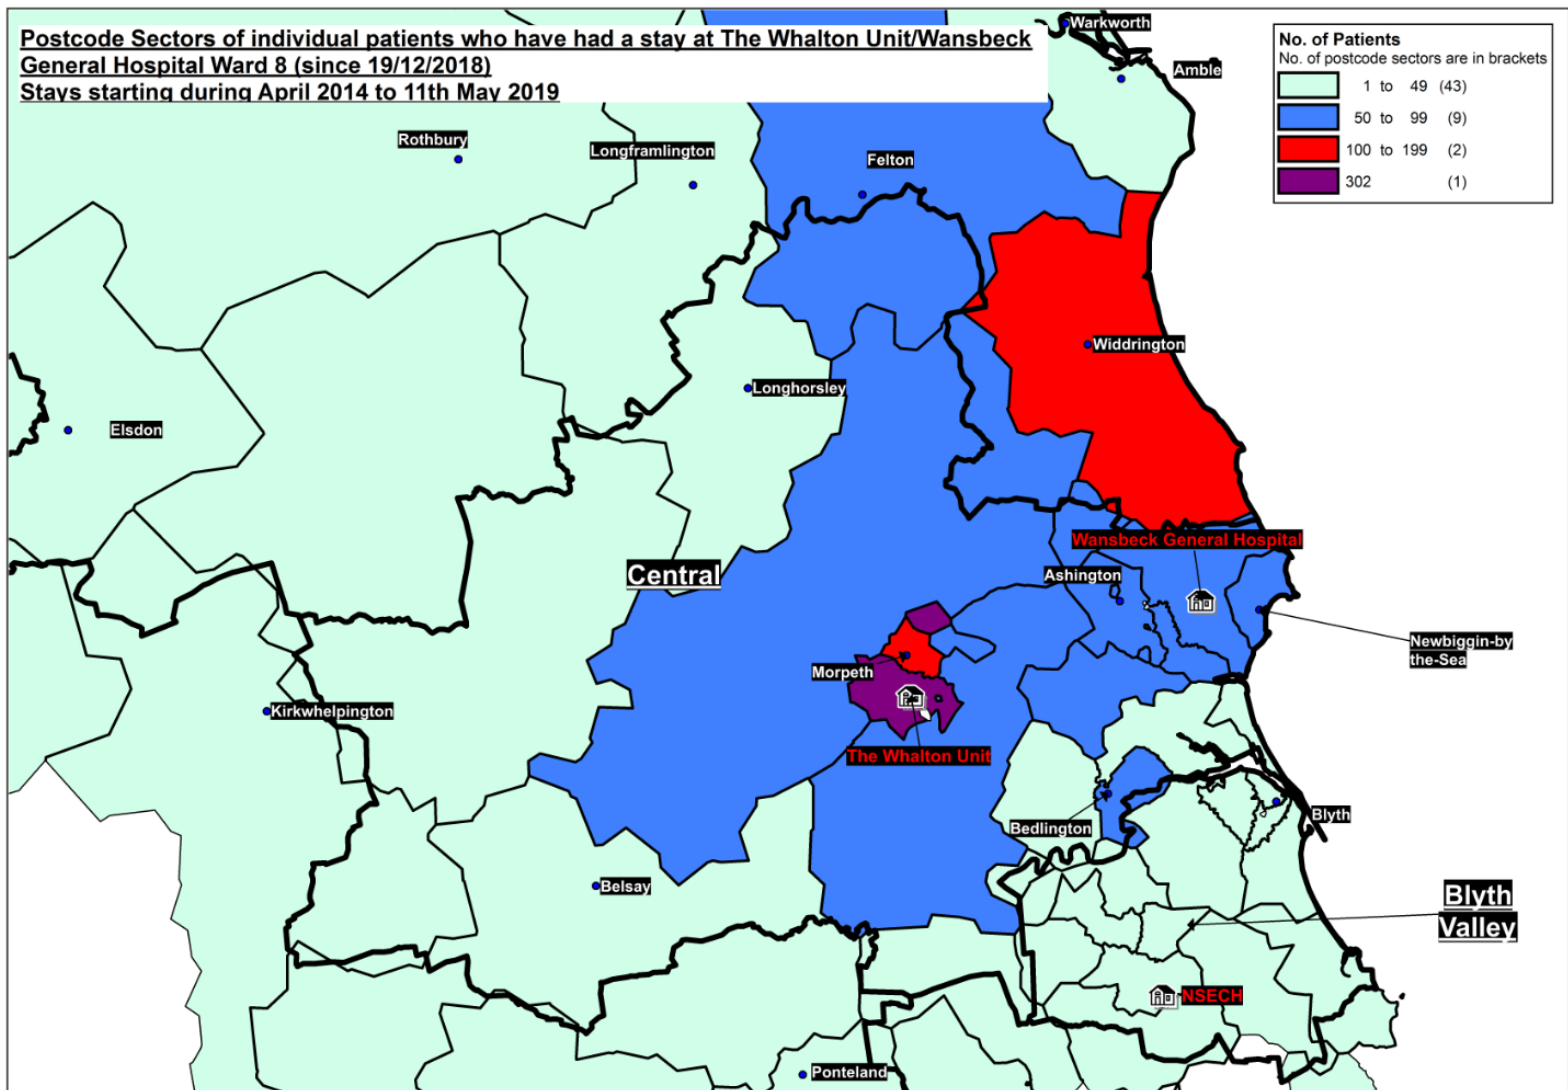 Postcode Sectors of individual patients who have had a stay at The Whalton Unit/Wansbeck
General Hospital Ward 8 (since 19/12/2018)
Stays starting during April 2014 to 11th May 2019
No. of Patients
No. of postcode sectors are in brackets
1 to 49 (43)
50 to 99 (9)
100 to 199 (2)
302 (1)
Warkworth
Amble
Rothbury
Longframlington
Felton
Widdrington
Longhorsley
Elsdon
Wansbeck General Hospital
Central
Ashington
Newbiggin-by
the-Sea
Morpeth
Kirkwhelpington
The Whalton Unit
Bedlington
Blyth
Belsay
Blyth
Valley
NSECH
Ponteland